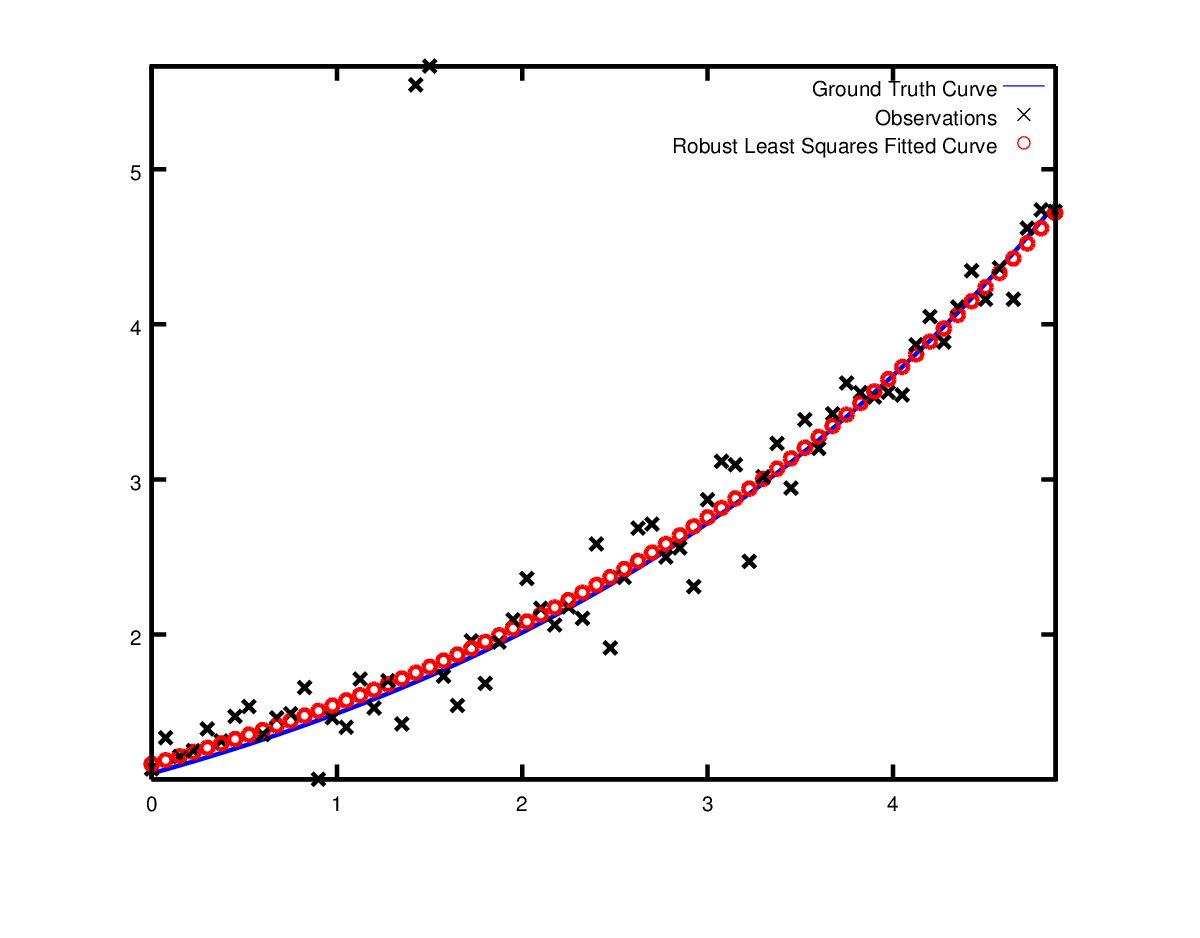 Ground Truth Curve
Observations
Robust Least Squares Fitted Curve
5
4
3
2
0 1 2 3 4